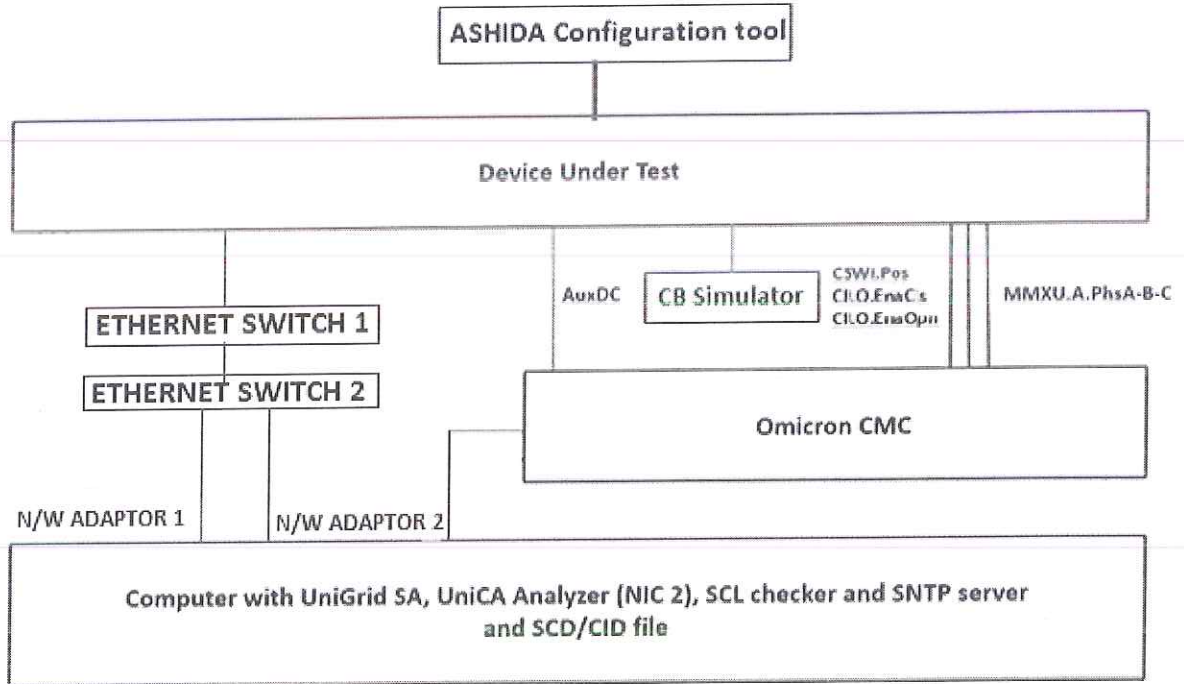 ASHIDA Configuration tool
Device Under Test
AuxDC
CB Simulator
CSWI.Pos
CILO.EnaCls
CILO.EnaOpn
MMXU.A.PhsA-B-C
ETHERNET SWITCH 1
ETHERNET SWITCH 2
Omicron CMC
N/W ADAPTOR 1
N/W ADAPTOR 2
Computer with UniGrid SA, UniCA Analyzer (NIC 2), SCL checker and SNTP server
and SCD/CID file